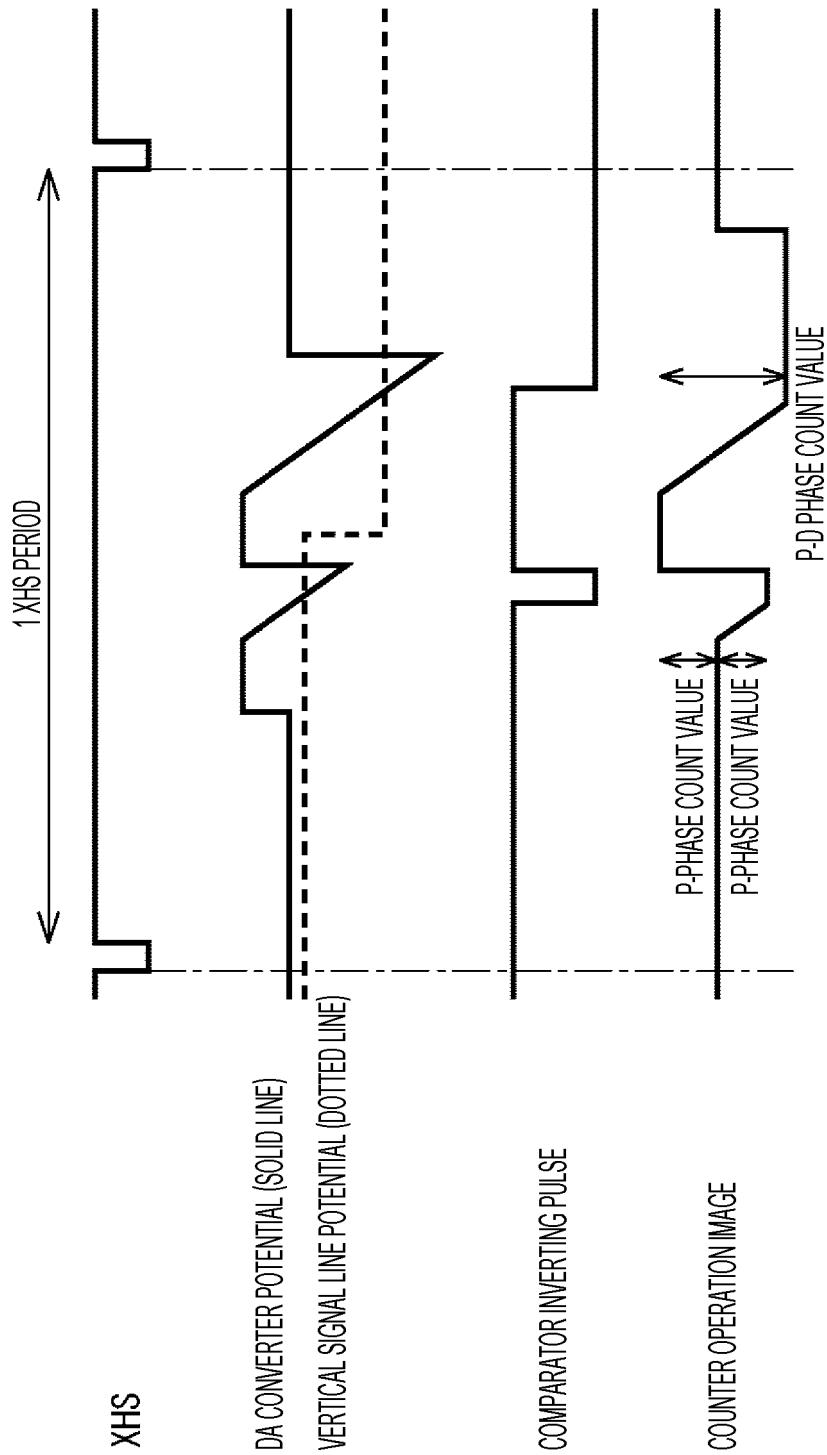 1 XHS PERIOD
XHS
DA CONVERTER POTENTIAL (SOLID LINE)
VERTICAL SIGNAL LINE POTENTIAL (DOTTED LINE)
COMPARATOR INVERTING PULSE
COUNTER OPERATION IMAGE
P-PHASE COUNT VALUE
P-PHASE COUNT VALUE
P-D PHASE COUNT VALUE